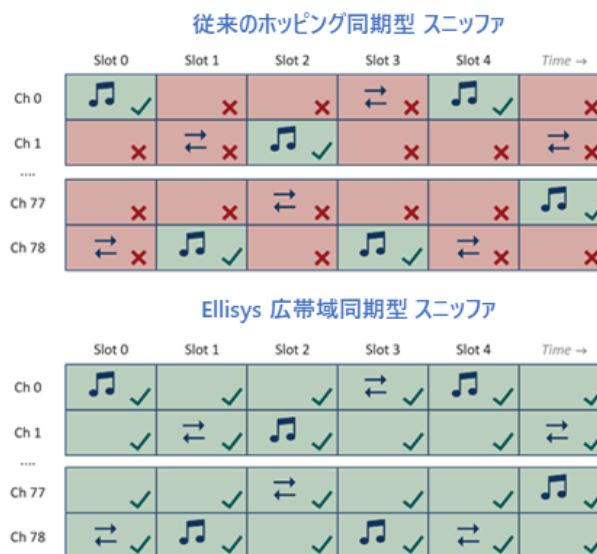 従来のホッピング同期型 スニッファ
Slot 0 Slot 1 Slot 2 Slot 3 Slot 4 Time →
Ch 0
Ch 1
....
Ch 77
Ch 78
Ellisys 広帯域同期型 スニッファ
Slot 0 Slot 1 Slot 2 Slot 3 Slot 4 Time →
Ch 0
Ch 1
....
Ch 77
Ch 78